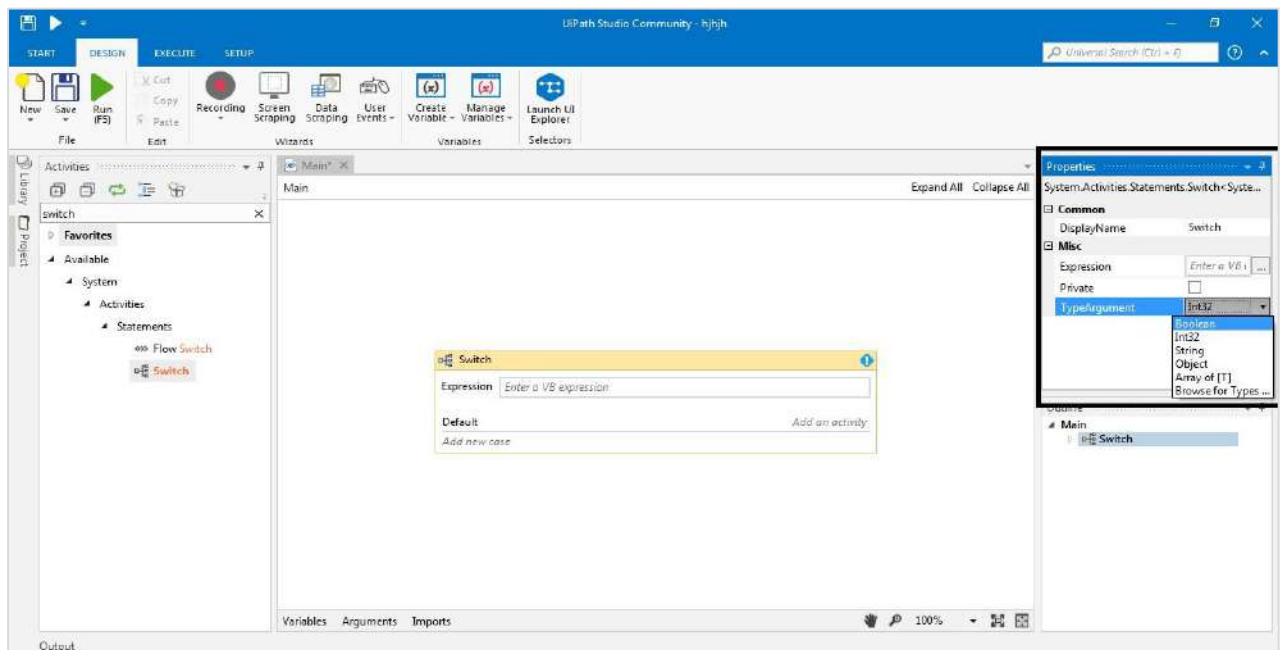 UiPath Studio Community - hjhjh
START DESIGN EXECUTE SETUP
Universal Search (Ctrl + F)
New Save Run (F5) Cut Copy Paste Recording Screen Scraping Data Scraping User Events Create Variable Manage Variables Launch UI Explorer
File Edit Wizards Variables Selectors
Library
Project
Activities
switch
Favorites
Available
System
Activities
Statements
Flow Switch
Switch
Main*
Main Expand All Collapse All
Switch
Expression Enter a VB expression
Default Add an activity
Add new case
Variables Arguments Imports 100%
Properties
System.Activities.Statements.Switch<Syste...
Common
DisplayName Switch
Misc
Expression Enter a VB ...
Private
TypeArgument Int32
Boolean
Int32
String
Object
Array of [T]
Browse for Types ...
Outline
Main
Switch
Output